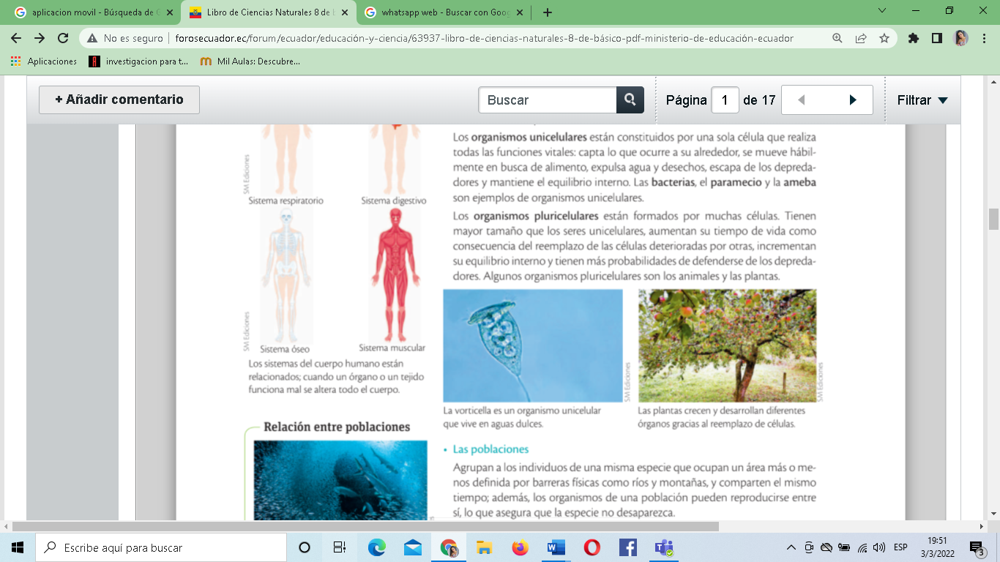 aplicacion movil - Búsqueda de G
Libro de Ciencias Naturales 8 de b
whatsapp web - Buscar con Goog
No es seguro
forosecuador.ec/forum/ecuador/educación-y-ciencia/63937-libro-de-ciencias-naturales-8-de-básico-pdf-ministerio-de-educación-ecuador
Aplicaciones
investigacion para t...
Mil Aulas: Descubre...
+ Añadir comentario
Buscar
Página 1 de 17
Filtrar
SM Ediciones
Sistema respiratorio
Sistema digestivo
SM Ediciones
Sistema óseo
Sistema muscular
Los sistemas del cuerpo humano están
relacionados; cuando un órgano o un tejido
funciona mal se altera todo el cuerpo.
Relación entre poblaciones
Los organismos unicelulares están constituidos por una sola célula que realiza
todas las funciones vitales: capta lo que ocurre a su alrededor, se mueve hábil-
mente en busca de alimento, expulsa agua y desechos, escapa de los depreda-
dores y mantiene el equilibrio interno. Las bacterias, el paramecio y la ameba
son ejemplos de organismos unicelulares.
Los organismos pluricelulares están formados por muchas células. Tienen
mayor tamaño que los seres unicelulares, aumentan su tiempo de vida como
consecuencia del reemplazo de las células deterioradas por otras, incrementan
su equilibrio interno y tienen más probabilidades de defenderse de los depreda-
dores. Algunos organismos pluricelulares son los animales y las plantas.
SM Ediciones
SM Ediciones
La vorticella es un organismo unicelular
que vive en aguas dulces.
Las plantas crecen y desarrollan diferentes
órganos gracias al reemplazo de células.
• Las poblaciones
Agrupan a los individuos de una misma especie que ocupan un área más o me-
nos definida por barreras físicas como ríos y montañas, y comparten el mismo
tiempo; además, los organismos de una población pueden reproducirse entre
sí, lo que asegura que la especie no desaparezca.
Escribe aquí para buscar
ESP
19:51
3/3/2022
3